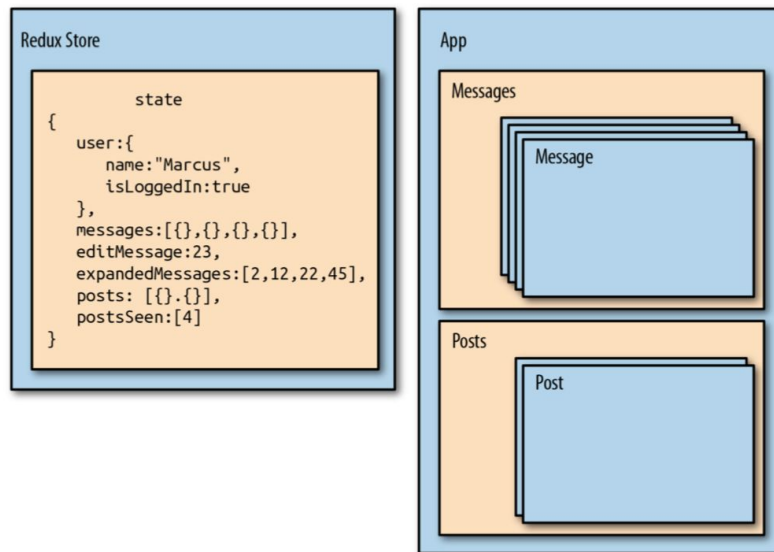 Redux Store
state
{
user:{
name:"Marcus",
isLoggedIn:true
},
messages:[{},{},{},{}],
editMessage:23,
expandedMessages:[2,12,22,45],
posts: [{}.{}],
postsSeen:[4]
}
App
Messages
Message
Posts
Post